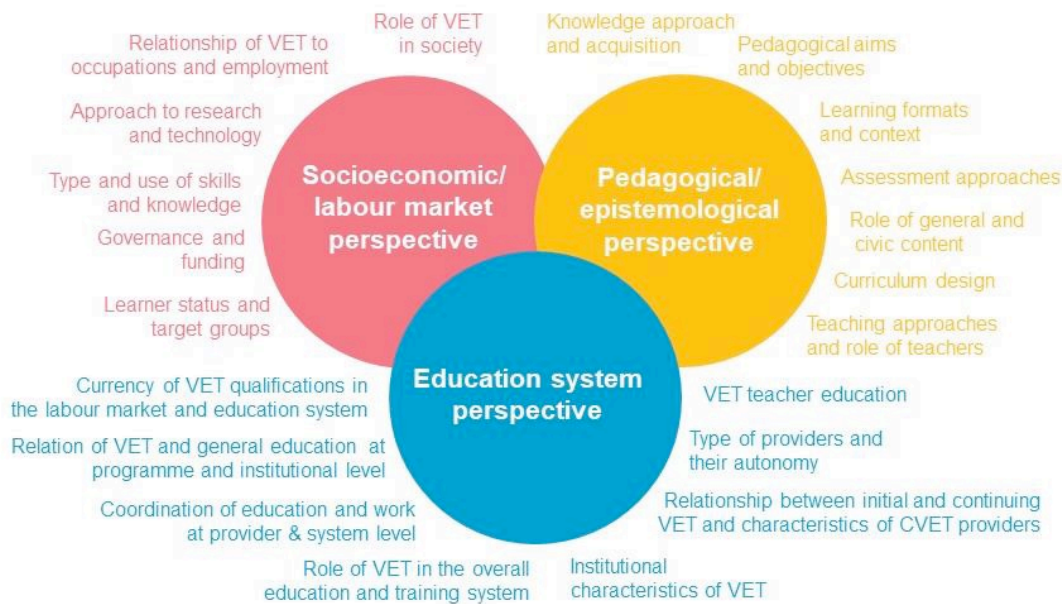 Role of VET
in society
Relationship of VET to
occupations and employment
Approach to research
and technology
Type and use of skills
and knowledge
Governance and
funding
Learner status and
target groups
Socioeconomic/
labour market
perspective
Knowledge approach
and acquisition
Pedagogical aims
and objectives
Learning formats
and context
Assessment approaches
Role of general and
civic content
Curriculum design
Teaching approaches
and role of teachers
Pedagogical/
epistemological
perspective
Education system
perspective
Currency of VET qualifications in
the labour market and education system
Relation of VET and general education at
programme and institutional level
Coordination of education and work
at provider & system level
Role of VET in the overall
education and training system
VET teacher education
Type of providers and
their autonomy
Relationship between initial and continuing
VET and characteristics of CVET providers
Institutional
characteristics of VET